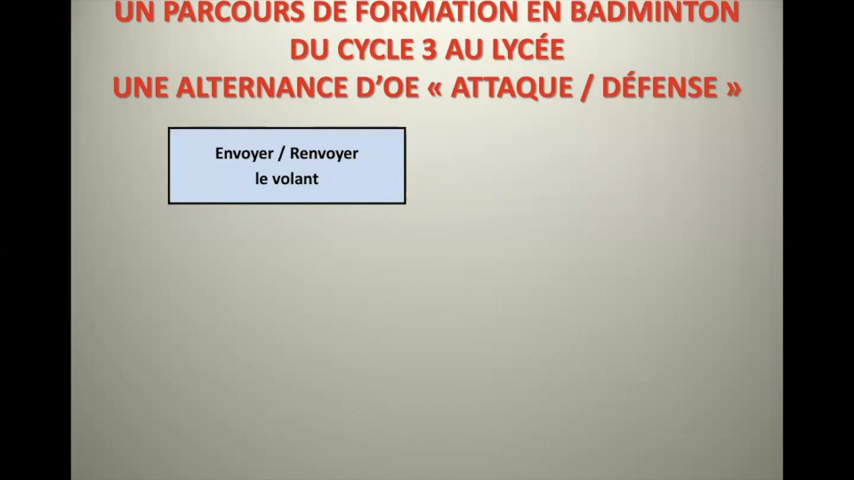 UN PARCOURS DE FORMATION EN BADMINTON
DU CYCLE 3 AU LYCÉE
UNE ALTERNANCE D'OE « ATTAQUE / DÉFENSE »
Envoyer / Renvoyer
le volant